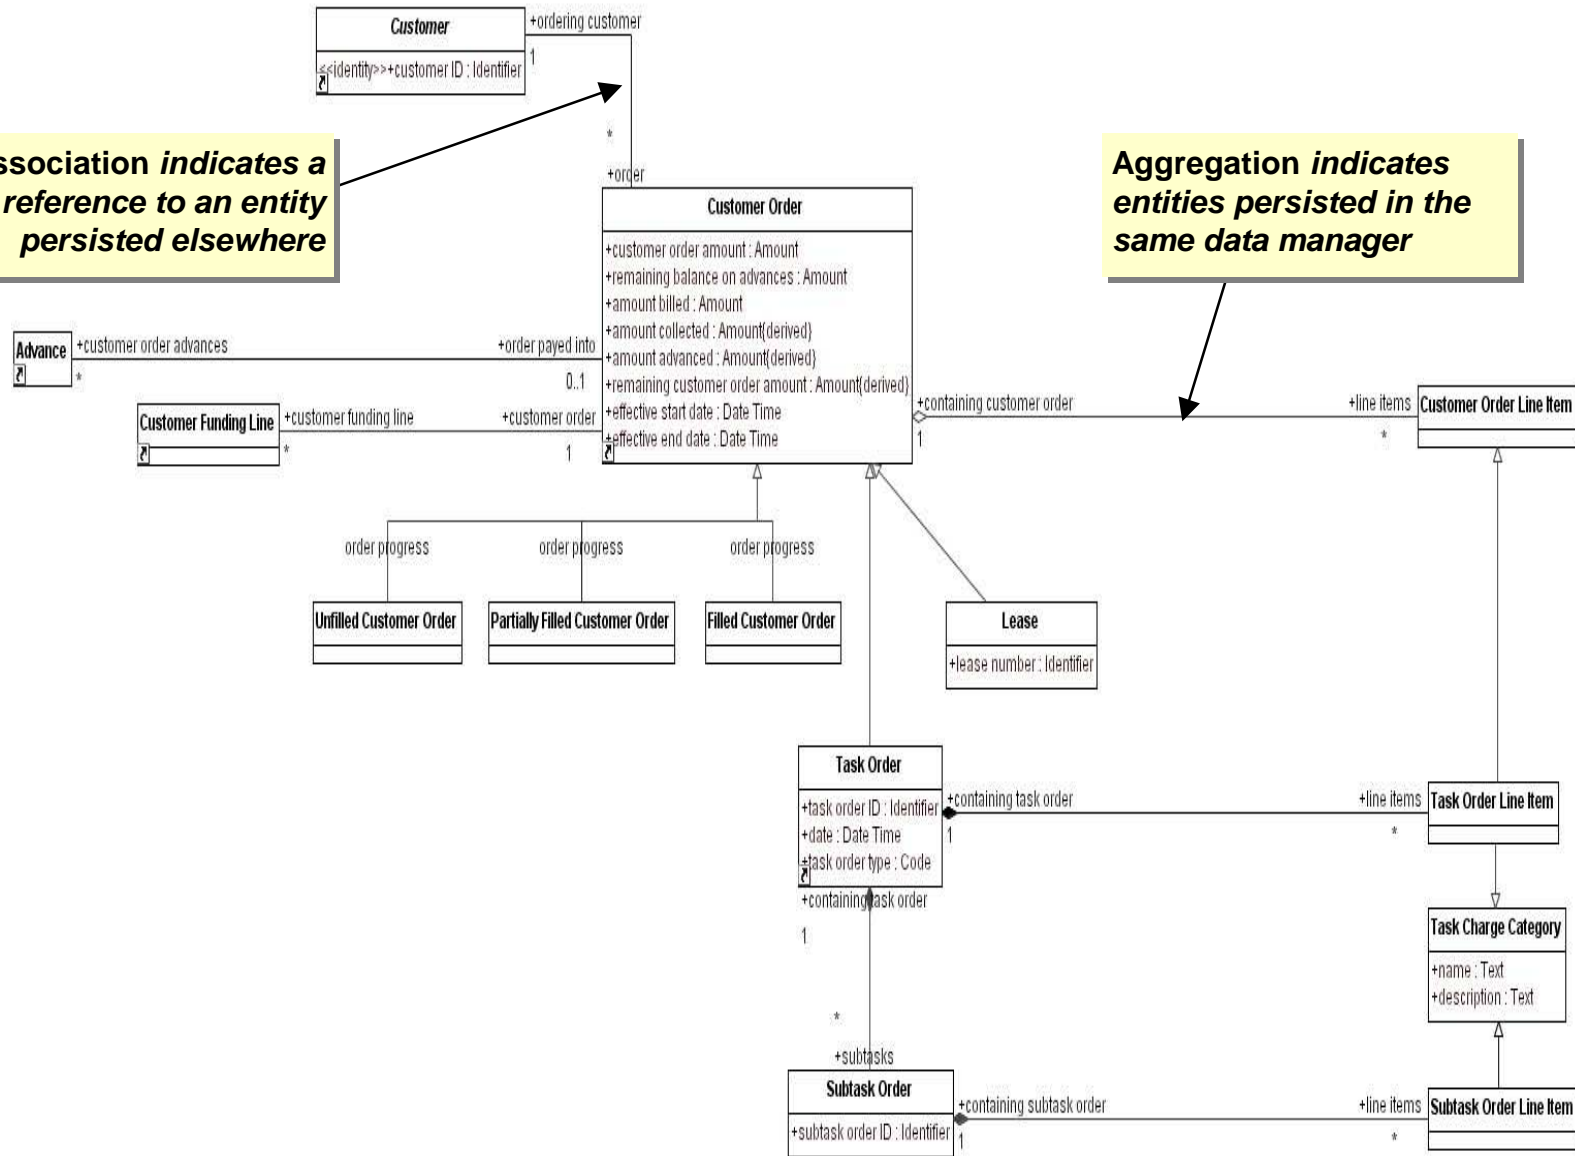 Customer
<<identity>>+customer ID : Identifier
+ordering customer
1
*
+order
ssociation indicates a
reference to an entity
persisted elsewhere
Aggregation indicates
entities persisted in the
same data manager
Customer Order
+customer order amount : Amount
+remaining balance on advances : Amount
+amount billed : Amount
+amount collected : Amount{derived}
+amount advanced : Amount{derived}
+remaining customer order amount : Amount{derived}
+effective start date : Date Time
+effective end date : Date Time
Advance
+customer order advances
*
+order payed into
0..1
Customer Funding Line
+customer funding line
*
+customer order
1
+containing customer order
1
+line items
*
Customer Order Line Item
order progress
order progress
order progress
Unfilled Customer Order
Partially Filled Customer Order
Filled Customer Order
Lease
+lease number : Identifier
Task Order
+task order ID : Identifier
+date : Date Time
+task order type : Code
+containing task order
1
+line items
*
Task Order Line Item
+containing task order
1
Task Charge Category
+name : Text
+description : Text
*
+subtasks
Subtask Order
+subtask order ID : Identifier
+containing subtask order
1
+line items
*
Subtask Order Line Item